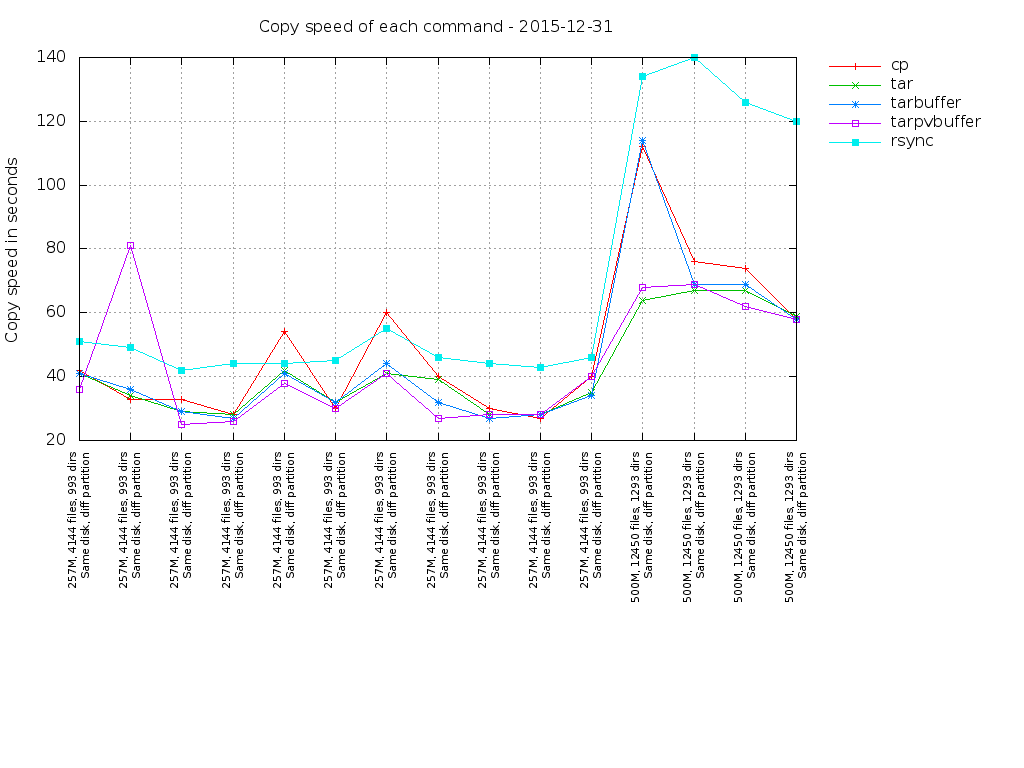 Copy speed of each command - 2015-12-31
140
120
100
80
60
40
20
Copy speed in seconds
cp
tar
tarbuffer
tarpvbuffer
rsync
257M, 4144 files, 993 dirs
Same disk, diff partition
257M, 4144 files, 993 dirs
Same disk, diff partition
257M, 4144 files, 993 dirs
Same disk, diff partition
257M, 4144 files, 993 dirs
Same disk, diff partition
257M, 4144 files, 993 dirs
Same disk, diff partition
257M, 4144 files, 993 dirs
Same disk, diff partition
257M, 4144 files, 993 dirs
Same disk, diff partition
257M, 4144 files, 993 dirs
Same disk, diff partition
257M, 4144 files, 993 dirs
Same disk, diff partition
257M, 4144 files, 993 dirs
Same disk, diff partition
257M, 4144 files, 993 dirs
Same disk, diff partition
500M, 12450 files, 1293 dirs
Same disk, diff partition
500M, 12450 files, 1293 dirs
Same disk, diff partition
500M, 12450 files, 1293 dirs
Same disk, diff partition
500M, 12450 files, 1293 dirs
Same disk, diff partition